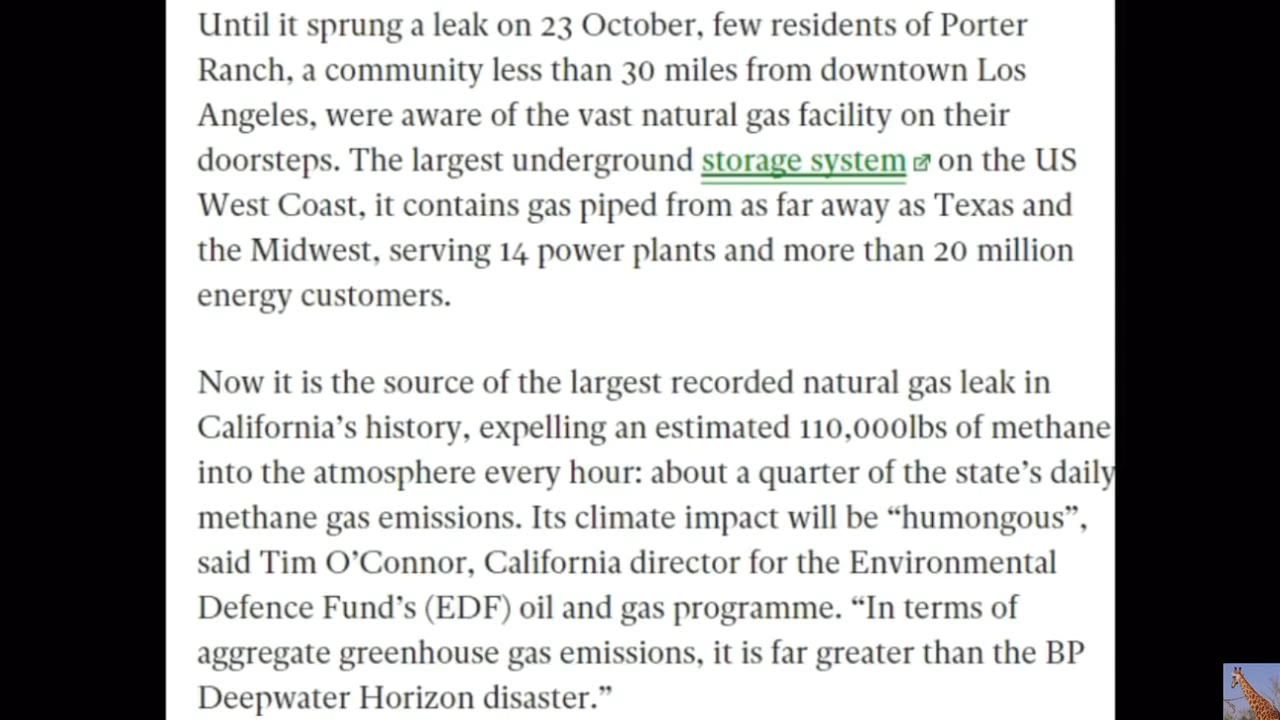 Until it sprung a leak on 23 October, few residents of Porter
Ranch, a community less than 30 miles from downtown Los
Angeles, were aware of the vast natural gas facility on their
doorsteps. The largest underground storage system on the US
West Coast, it contains gas piped from as far away as Texas and
the Midwest, serving 14 power plants and more than 20 million
energy customers.
Now it is the source of the largest recorded natural gas leak in
California’s history, expelling an estimated 110,000lbs of methane
into the atmosphere every hour: about a quarter of the state’s daily
methane gas emissions. Its climate impact will be “humongous”,
said Tim O’Connor, California director for the Environmental
Defence Fund’s (EDF) oil and gas programme. “In terms of
aggregate greenhouse gas emissions, it is far greater than the BP
Deepwater Horizon disaster.”